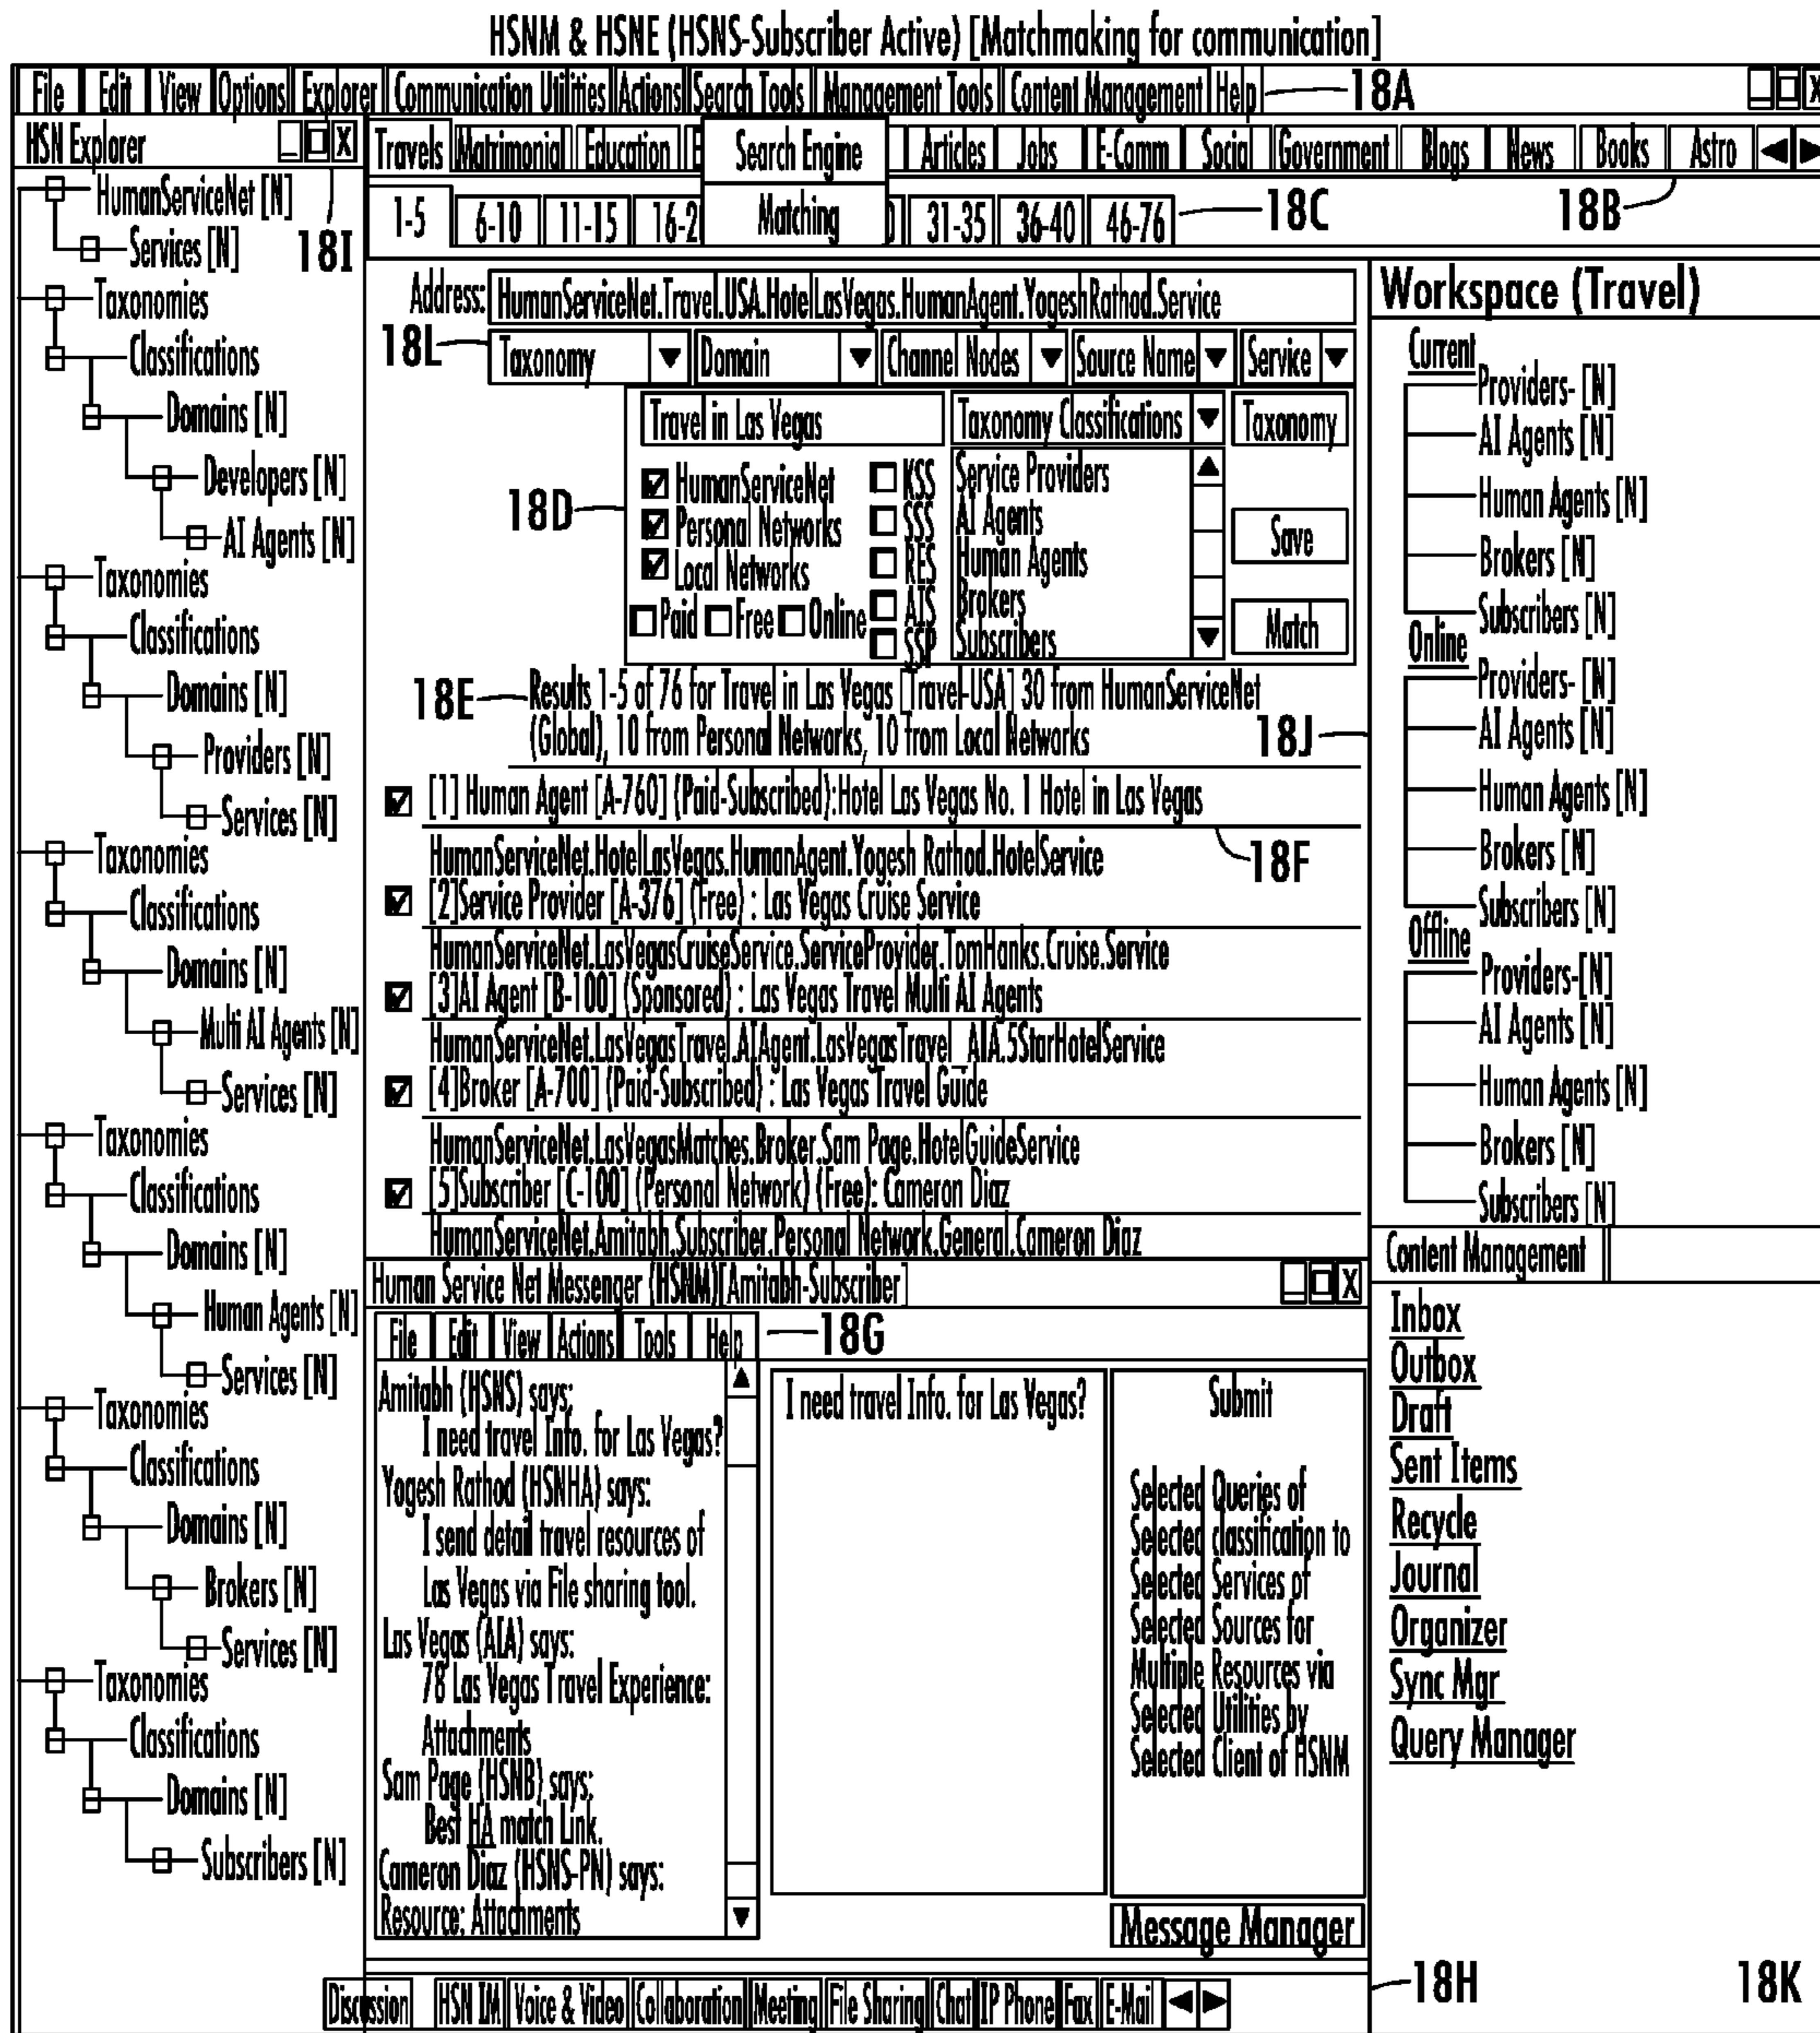 HSNM & HSNE (HSNS-Subscriber Active) [Matchmaking for communication]
File Edit View Options Explorer Communication Utilities Actions Search Tools Management Tools Content Management Help 18A
HSN Explorer X
Travels Matrimonial Education E Search Engine Articles Jobs E-Comm Social Government Blogs News Books Astro
1-5 6-10 11-15 16-2 Matching 31-35 36-40 46-76 18C 18B
HumanServiceNet [N]
Services [N] 18I
Taxonomies
Classifications
Domains [N]
Developers [N]
AI Agents [N]
Taxonomies
Classifications
Domains [N]
Providers [N]
Services [N]
Taxonomies
Classifications
Domains [N]
Multi AI Agents [N]
Services [N]
Taxonomies
Classifications
Domains [N]
Human Agents [N]
Services [N]
Taxonomies
Classifications
Domains [N]
Brokers [N]
Services [N]
Taxonomies
Classifications
Domains [N]
Subscribers [N]
Address: HumanServiceNet.Travel.USA.HotelLasVegas.HumanAgent.YogeshRathod.Service
18L Taxonomy Domain Channel Nodes Source Name Service
Travel in Las Vegas Taxonomy Classifications Taxonomy
18D
HumanServiceNet KSS Service Providers
Personal Networks SSS AI Agents Save
Local Networks RES Human Agents
Paid Free Online AIS Brokers Match
SSP Subscribers
18E Results 1-5 of 76 for Travel in Las Vegas [Travel-USA] 30 from HumanServiceNet
(Global), 10 from Personal Networks, 10 from Local Networks 18J
[1] Human Agent [A-760] (Paid-Subscribed):Hotel Las Vegas No. 1 Hotel in Las Vegas
HumanServiceNet.HotelLasVegas.HumanAgent.Yogesh Rathod.HotelService 18F
[2]Service Provider [A-376] (Free) : Las Vegas Cruise Service
HumanServiceNet.LasVegasCruiseService.ServiceProvider.TomHanks.Cruise.Service
[3]AI Agent [B-100] (Sponsored) : Las Vegas Travel Multi AI Agents
HumanServiceNet.LasVegasTravel.AIAgent.LasVegasTravel_AIA.5StarHotelService
[4]Broker [A-700] (Paid-Subscribed) : Las Vegas Travel Guide
HumanServiceNet.LasVegasMatches.Broker.Sam Page.HotelGuideService
[5]Subscriber [C-100] (Personal Network) (Free): Cameron Diaz
HumanServiceNet.Amitabh.Subscriber.Personal Network.General.Cameron Diaz
Human Service Net Messenger (HSNM)[Amitabh-Subscriber] X
File Edit View Actions Tools Help 18G
Amitabh (HSNS) says:
I need travel Info. for Las Vegas?
Yogesh Rathod (HSNHA) says:
I send detail travel resources of
Las Vegas via File sharing tool.
Las Vegas (AIA) says:
78 Las Vegas Travel Experience:
Attachments
Sam Page (HSNB) says:
Best HA match Link.
Cameron Diaz (HSNS-PN) says:
Resource: Attachments
I need travel Info. for Las Vegas?
Submit
Selected Queries of
Selected classification to
Selected Services of
Selected Sources for
Multiple Resources via
Selected Utilities by
Selected Client of HSNM
Message Manager
Discussion HSN IM Voice & Video Collaboration Meeting File Sharing Chat IP Phone Fax E-Mail
Workspace (Travel)
Current
Providers- [N]
AI Agents [N]
Human Agents [N]
Brokers [N]
Subscribers [N]
Online
Providers- [N]
AI Agents [N]
Human Agents [N]
Brokers [N]
Subscribers [N]
Offline
Providers-[N]
AI Agents [N]
Human Agents [N]
Brokers [N]
Subscribers [N]
Content Management
Inbox
Outbox
Draft
Sent Items
Recycle
Journal
Organizer
Sync Mgr
Query Manager
18H 18K